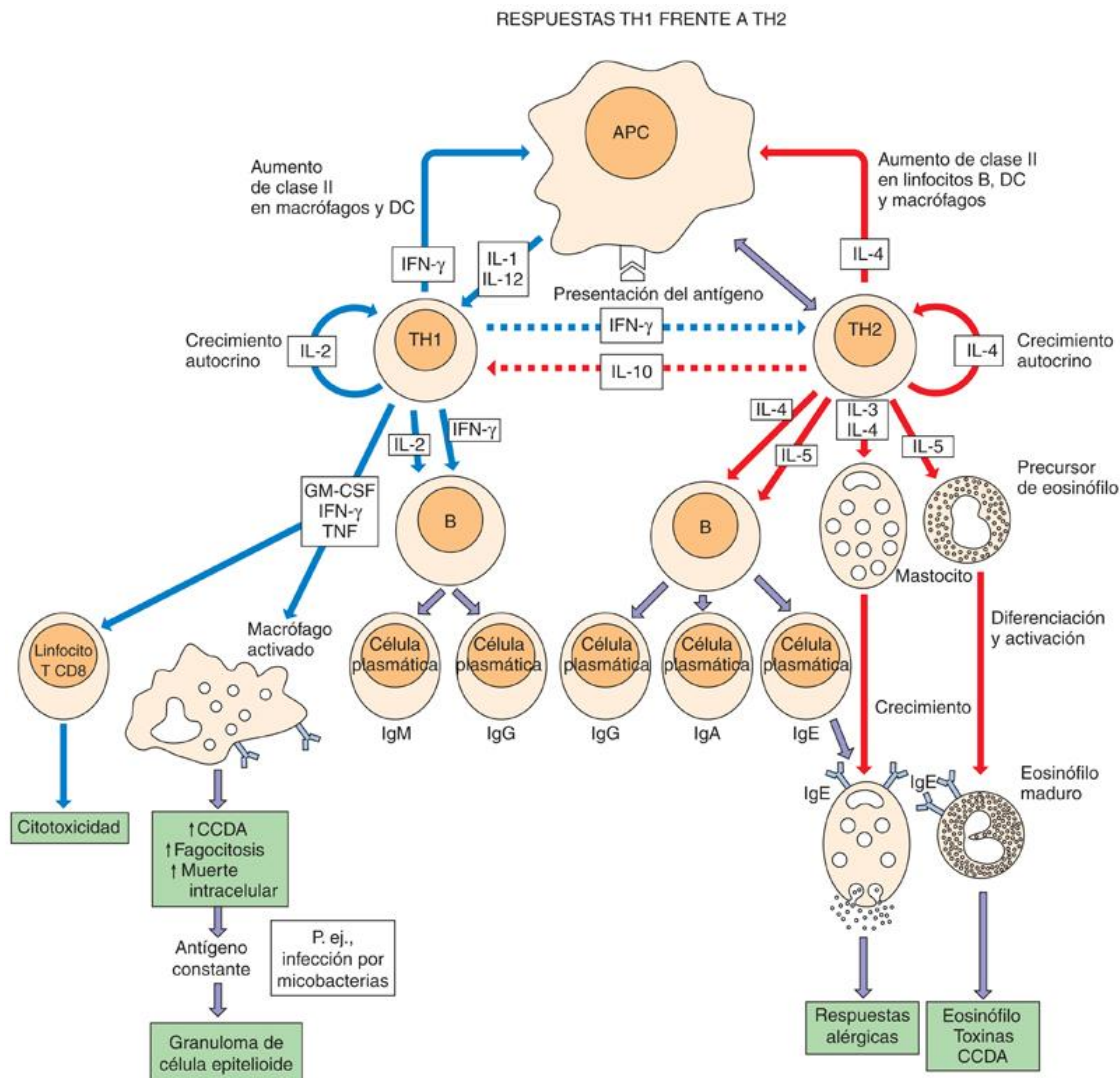 RESPUESTAS TH1 FRENTE A TH2
APC
Aumento
de clase II
en macrófagos y DC
Aumento de clase II
en linfocitos B, DC
y macrófagos
IFN-γ
IL-1
IL-12
IL-4
Presentación del antígeno
Crecimiento
autocrino
IL-2
TH1
IFN-γ
IL-10
TH2
IL-4
Crecimiento
autocrino
IL-2
IFN-γ
GM-CSF
IFN-γ
TNF
IL-4
IL-5
IL-3
IL-4
IL-5
Precursor
de eosinófilo
B
B
Mastocito
Linfocito
T CD8
Macrófago
activado
Célula
plasmática
IgM
Célula
plasmática
IgG
Célula
plasmática
IgG
Célula
plasmática
IgA
Célula
plasmática
IgE
Diferenciación
y activación
Crecimiento
IgE
IgE
Eosinófilo
maduro
Citotoxicidad
↑CCDA
↑Fagocitosis
↑ Muerte
intracelular
Antígeno
constante
P. ej.,
infección por
micobacterias
Granuloma de
célula epitelioide
Respuestas
alérgicas
Eosinófilo
Toxinas
CCDA